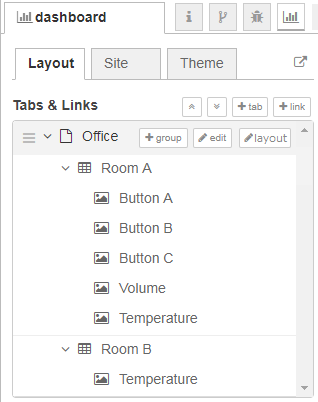 dashboard
Layout Site Theme
Tabs & Links + tab + link
Office + group edit layout
Room A
Button A
Button B
Button C
Volume
Temperature
Room B
Temperature